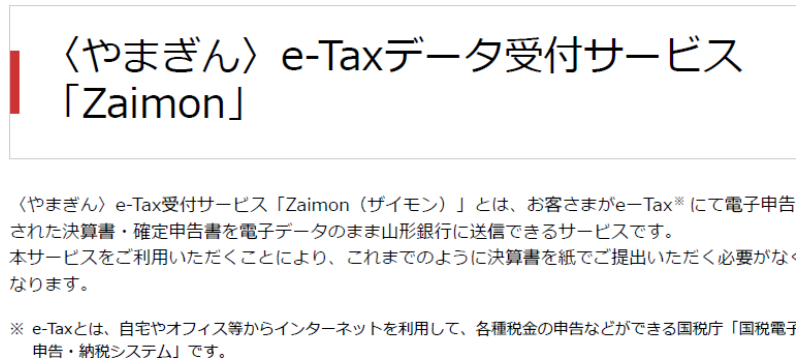 〈やまぎん〉e-Taxデータ受付サービス
「Zaimon」
〈やまぎん〉e-Tax受付サービス「Zaimon（ザイモン）」とは、お客さまがeーTax※ にて電子申告
された決算書・確定申告書を電子データのまま山形銀行に送信できるサービスです。
本サービスをご利用いただくことにより、これまでのように決算書を紙でご提出いただく必要がなく
なります。
※ e-Taxとは、自宅やオフィス等からインターネットを利用して、各種税金の申告などができる国税庁「国税電子
申告・納税システム」です。